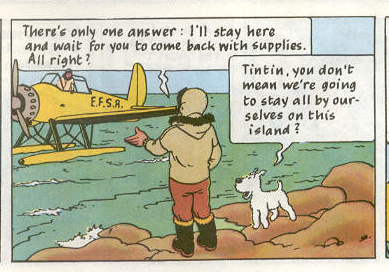 There's only one answer : I'll stay here
and wait for you to come back with supplies.
All right?
Tintin, you don't
mean we're going
to stay all by our-
selves on this
island ?
E.F.S.R.